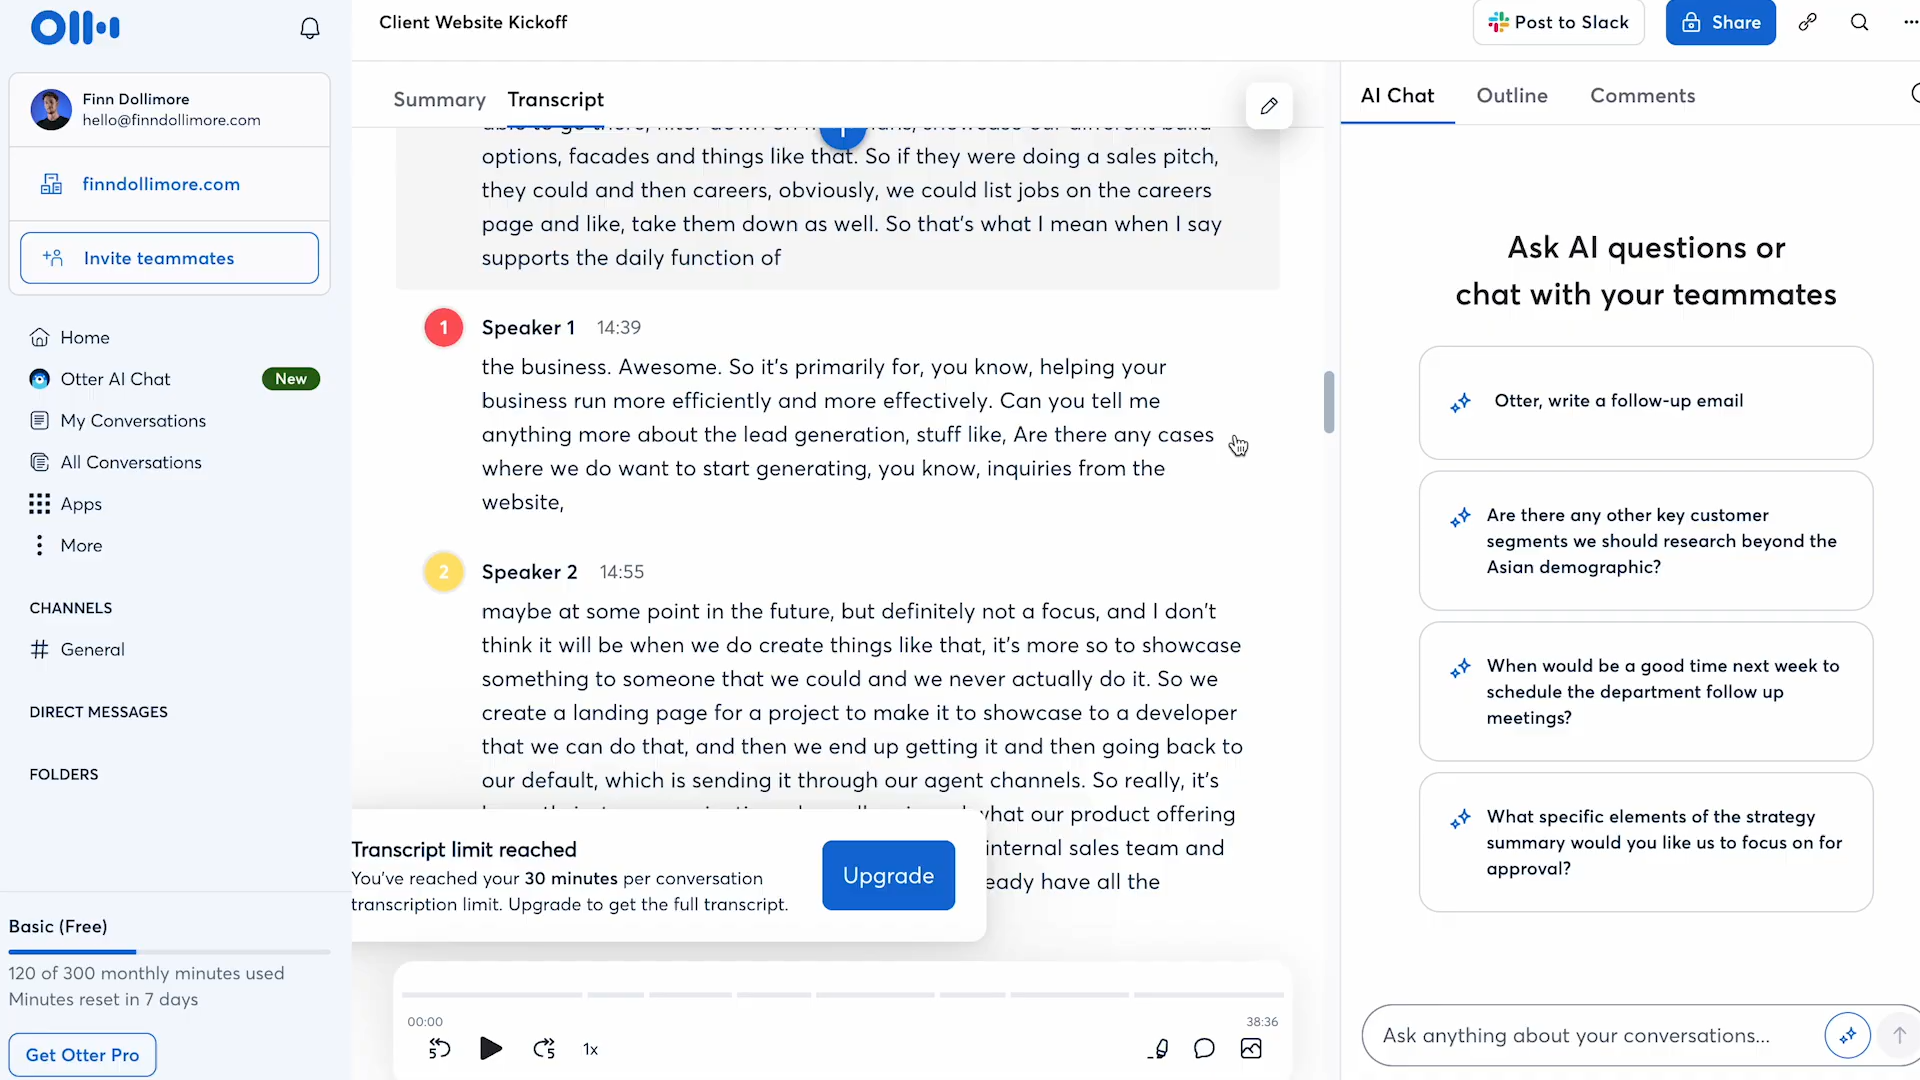 Client Website Kickoff
Post to Slack
Share
Finn Dollimore
hello@finndollimore.com
finndollimore.com
Invite teammates
Home
Otter AI Chat
New
My Conversations
All Conversations
Apps
More
CHANNELS
General
DIRECT MESSAGES
FOLDERS
Basic (Free)
120 of 300 monthly minutes used
Minutes reset in 7 days
Get Otter Pro
Summary
Transcript
options, facades and things like that. So if they were doing a sales pitch,
they could and then careers, obviously, we could list jobs on the careers
page and like, take them down as well. So that's what I mean when I say
supports the daily function of
1
Speaker 1 14:39
the business. Awesome. So it's primarily for, you know, helping your
business run more efficiently and more effectively. Can you tell me
anything more about the lead generation, stuff like, Are there any cases
where we do want to start generating, you know, inquiries from the
website,
2
Speaker 2 14:55
maybe at some point in the future, but definitely not a focus, and I don't
think it will be when we do create things like that, it's more so to showcase
something to someone that we could and we never actually do it. So we
create a landing page for a project to make it to showcase to a developer
that we can do that, and then we end up getting it and then going back to
our default, which is sending it through our agent channels. So really, it's
what our product offering
internal sales team and
have all the
Transcript limit reached
You've reached your 30 minutes per conversation
transcription limit. Upgrade to get the full transcript.
Upgrade
00:00
38:36
5
5
1x
AI Chat
Outline
Comments
Ask AI questions or
chat with your teammates
Otter, write a follow-up email
Are there any other key customer
segments we should research beyond the
Asian demographic?
When would be a good time next week to
schedule the department follow up
meetings?
What specific elements of the strategy
summary would you like us to focus on for
approval?
Ask anything about your conversations...